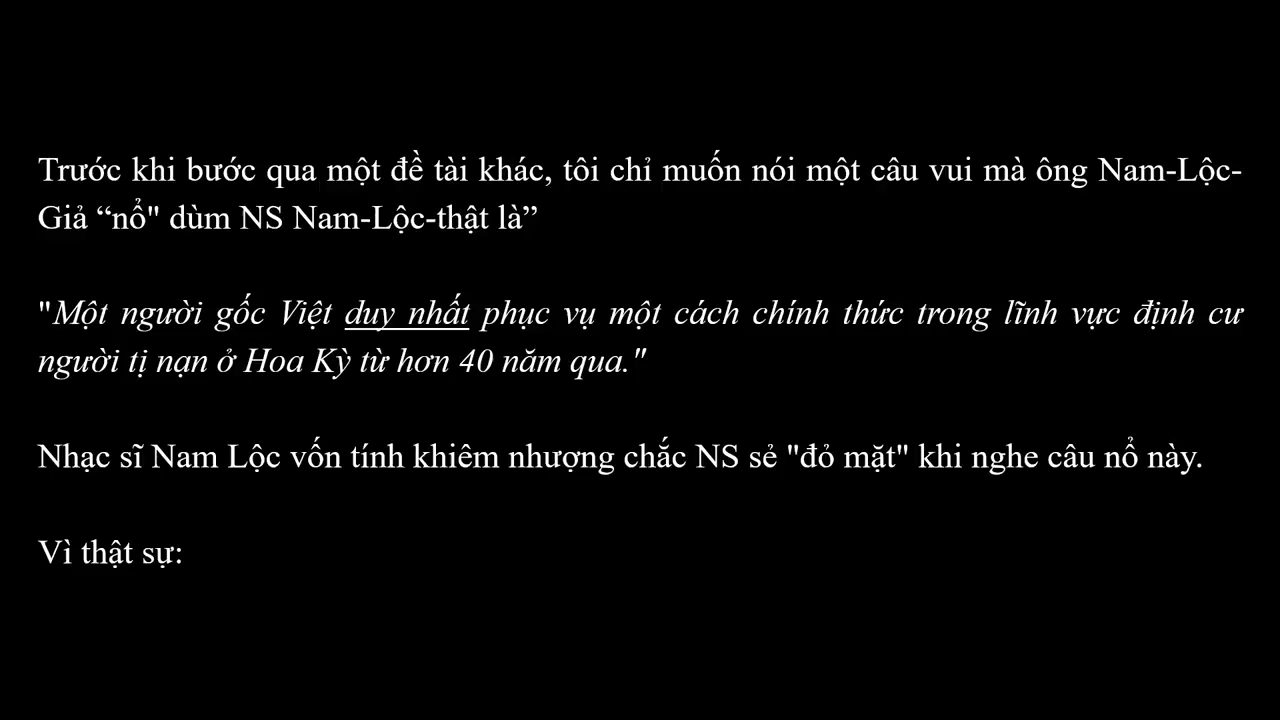 Trước khi bước qua một đề tài khác, tôi chỉ muốn nói một câu vui mà ông Nam-Lộc-
Giả “nổ" dùm NS Nam-Lộc-thật là”
"Một người gốc Việt duy nhất phục vụ một cách chính thức trong lĩnh vực định cư
người tị nạn ở Hoa Kỳ từ hơn 40 năm qua."
Nhạc sĩ Nam Lộc vốn tính khiêm nhượng chắc NS sẻ "đỏ mặt" khi nghe câu nổ này.
Vì thật sự: